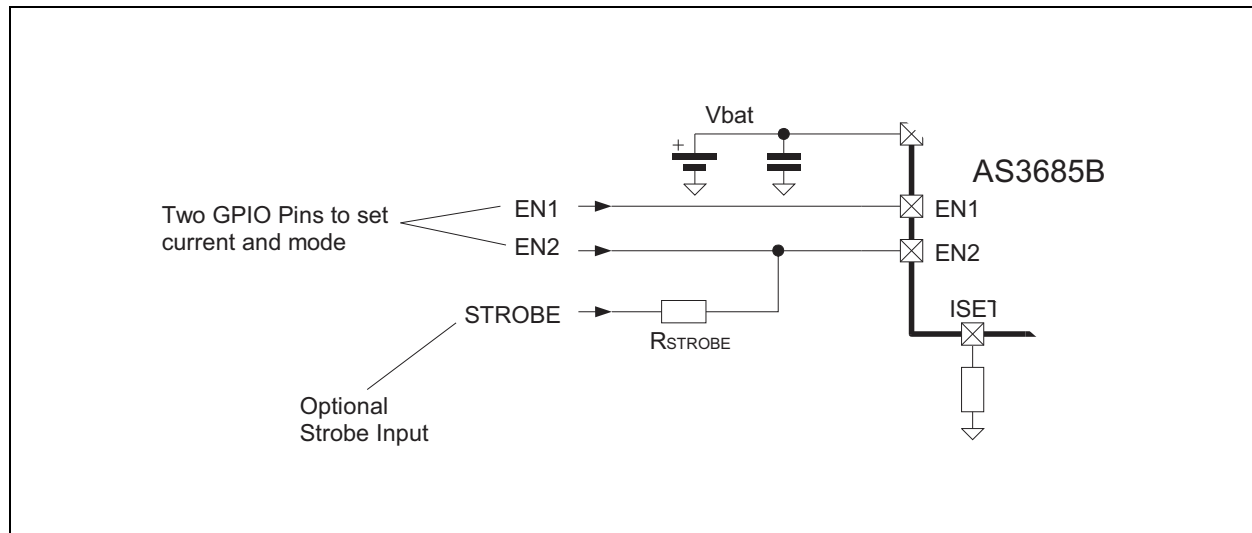 Vbat
+
AS3685B
Two GPIO Pins to set
current and mode
EN1
EN1
EN2
EN2
STROBE
RSTROBE
ISET
Optional
Strobe Input